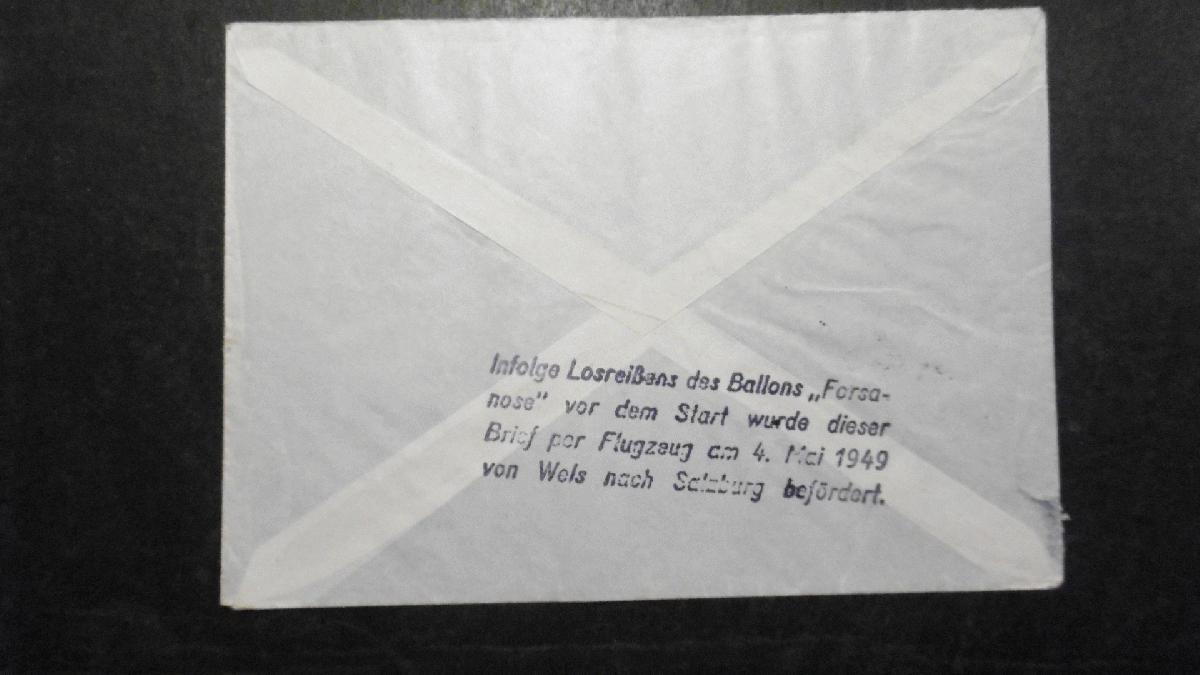 Infolge Losreißens des Ballons „Forsa-
nose" vor dem Start wurde dieser
Brief per Flugzeug am 4. Mai 1949
von Wels nach Salzburg befördert.